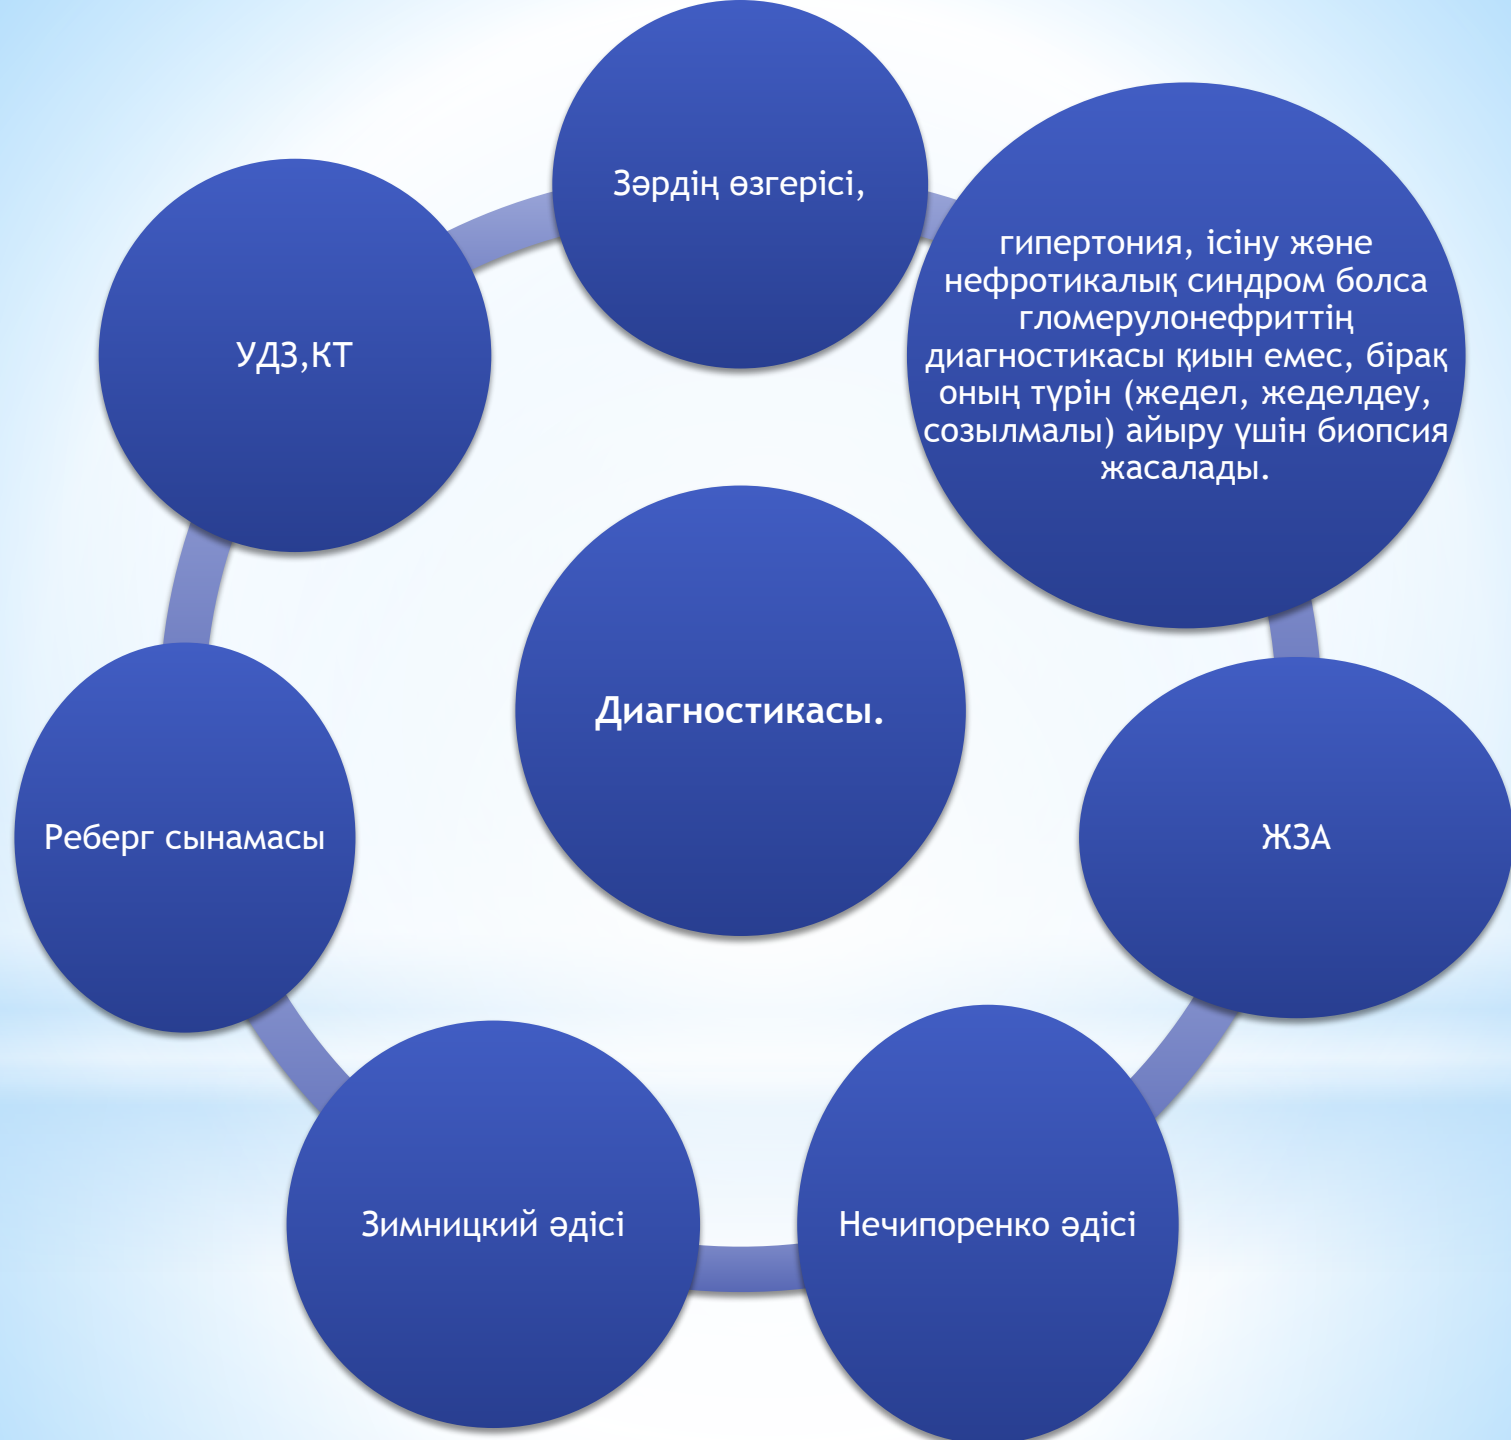 Зәрдің өзгерісі,
гипертония, ісіну және
нефротикалық синдром болса
гломерулонефриттің
диагностикасы қиын емес, бірақ
оның түрін (жедел, жеделдеу,
созылмалы) айыру үшін биопсия
жасалады.
ЖЗА
Нечипоренко әдісі
Зимницкий әдісі
Реберг сынамасы
УДЗ,КТ
Диагностикасы.